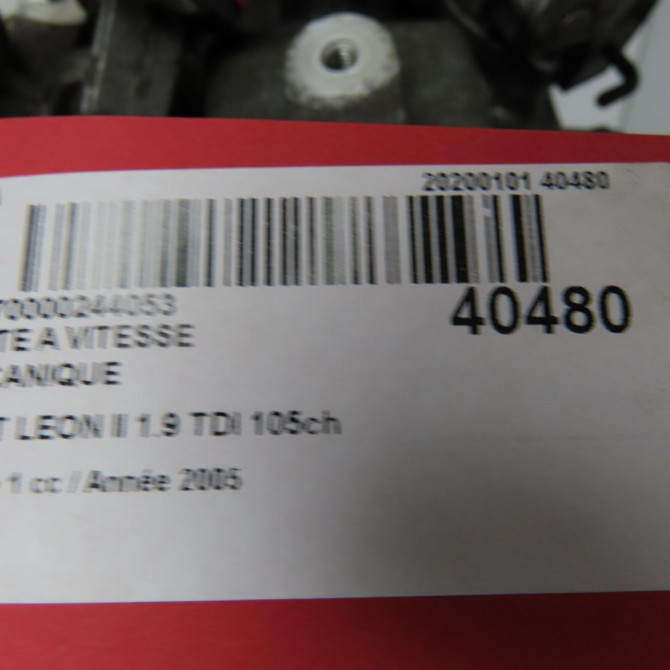 20200101 40480
70000244053
40480
TE A VITESSE
CANIQUE
T LEON II 1.9 TDI 105ch
1 cc / Année 2005